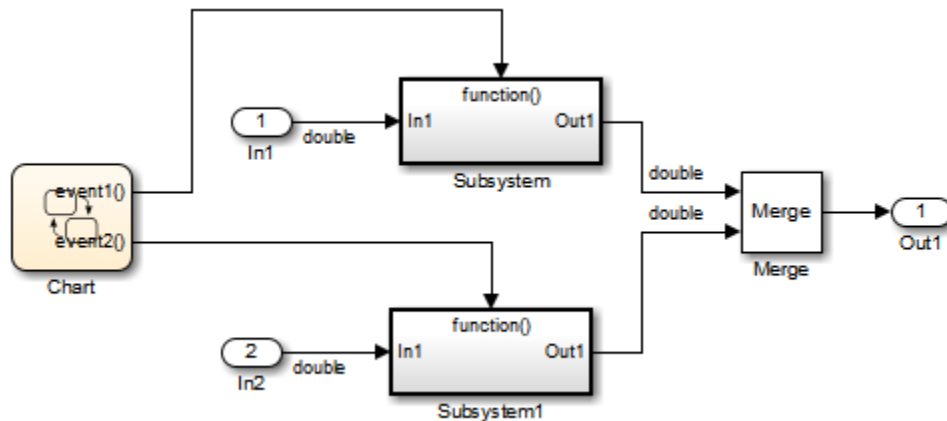 function()
1
In1
Out1
double
In1
Subsystem
double
event1()
double
Merge
1
event2()
Out1
Chart
Merge
function()
2
In1
Out1
double
In2
Subsystem1